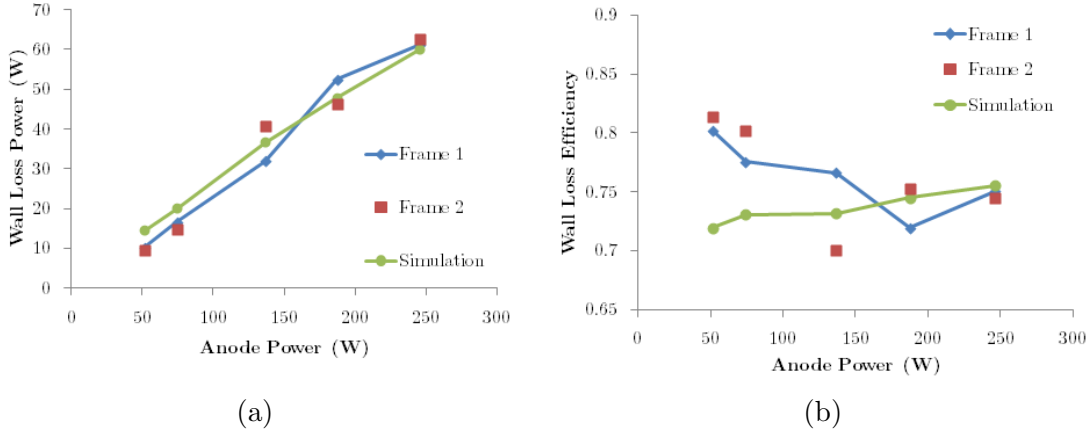 70
60
50
40
30
20
10
0
0 50 100 150 200 250 300
Wall Loss Power (W)
Anode Power (W)
Frame 1
Frame 2
Simulation
(a)
0.9
0.85
0.8
0.75
0.7
0.65
0 50 100 150 200 250 300
Wall Loss Efficiency
Anode Power (W)
Frame 1
Frame 2
Simulation
(b)